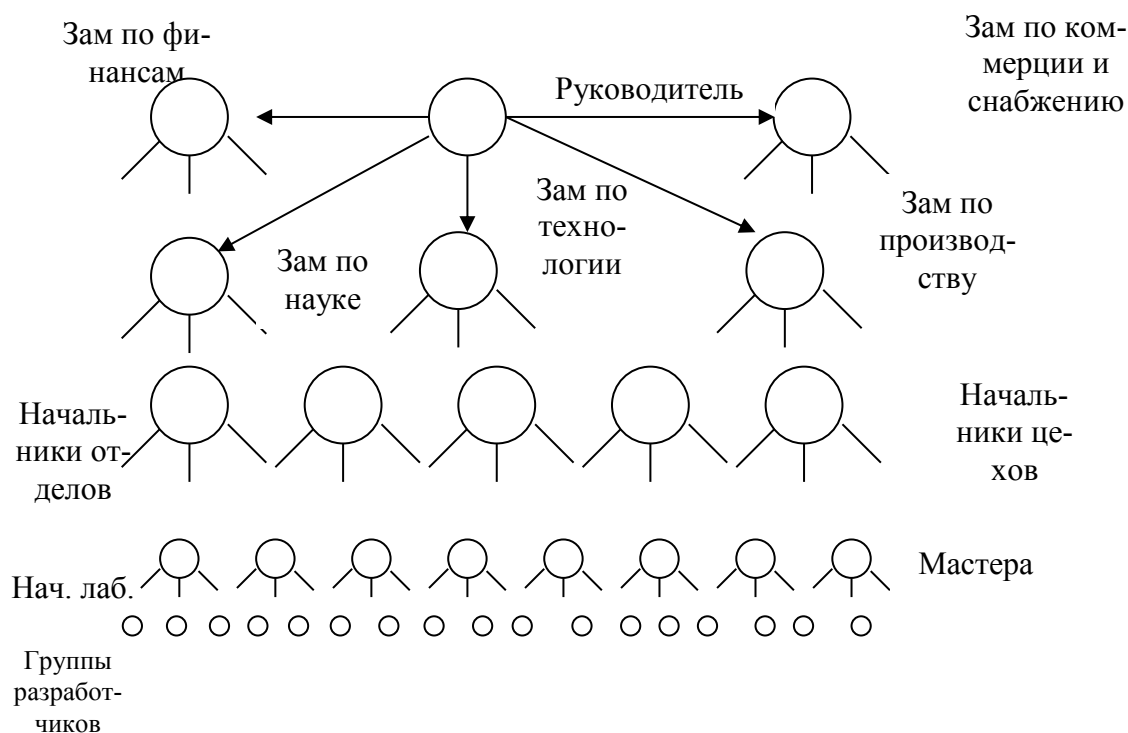 Зам по фи-
нансам
Руководитель
Зам по ком-
мерции и
снабжению
Зам по
науке
Зам по
техно-
логии
Зам по
производ-
ству
Началь-
ники от-
делов
Началь-
ники це-
хов
Нач. лаб.
Мастера
Группы
разработ-
чиков